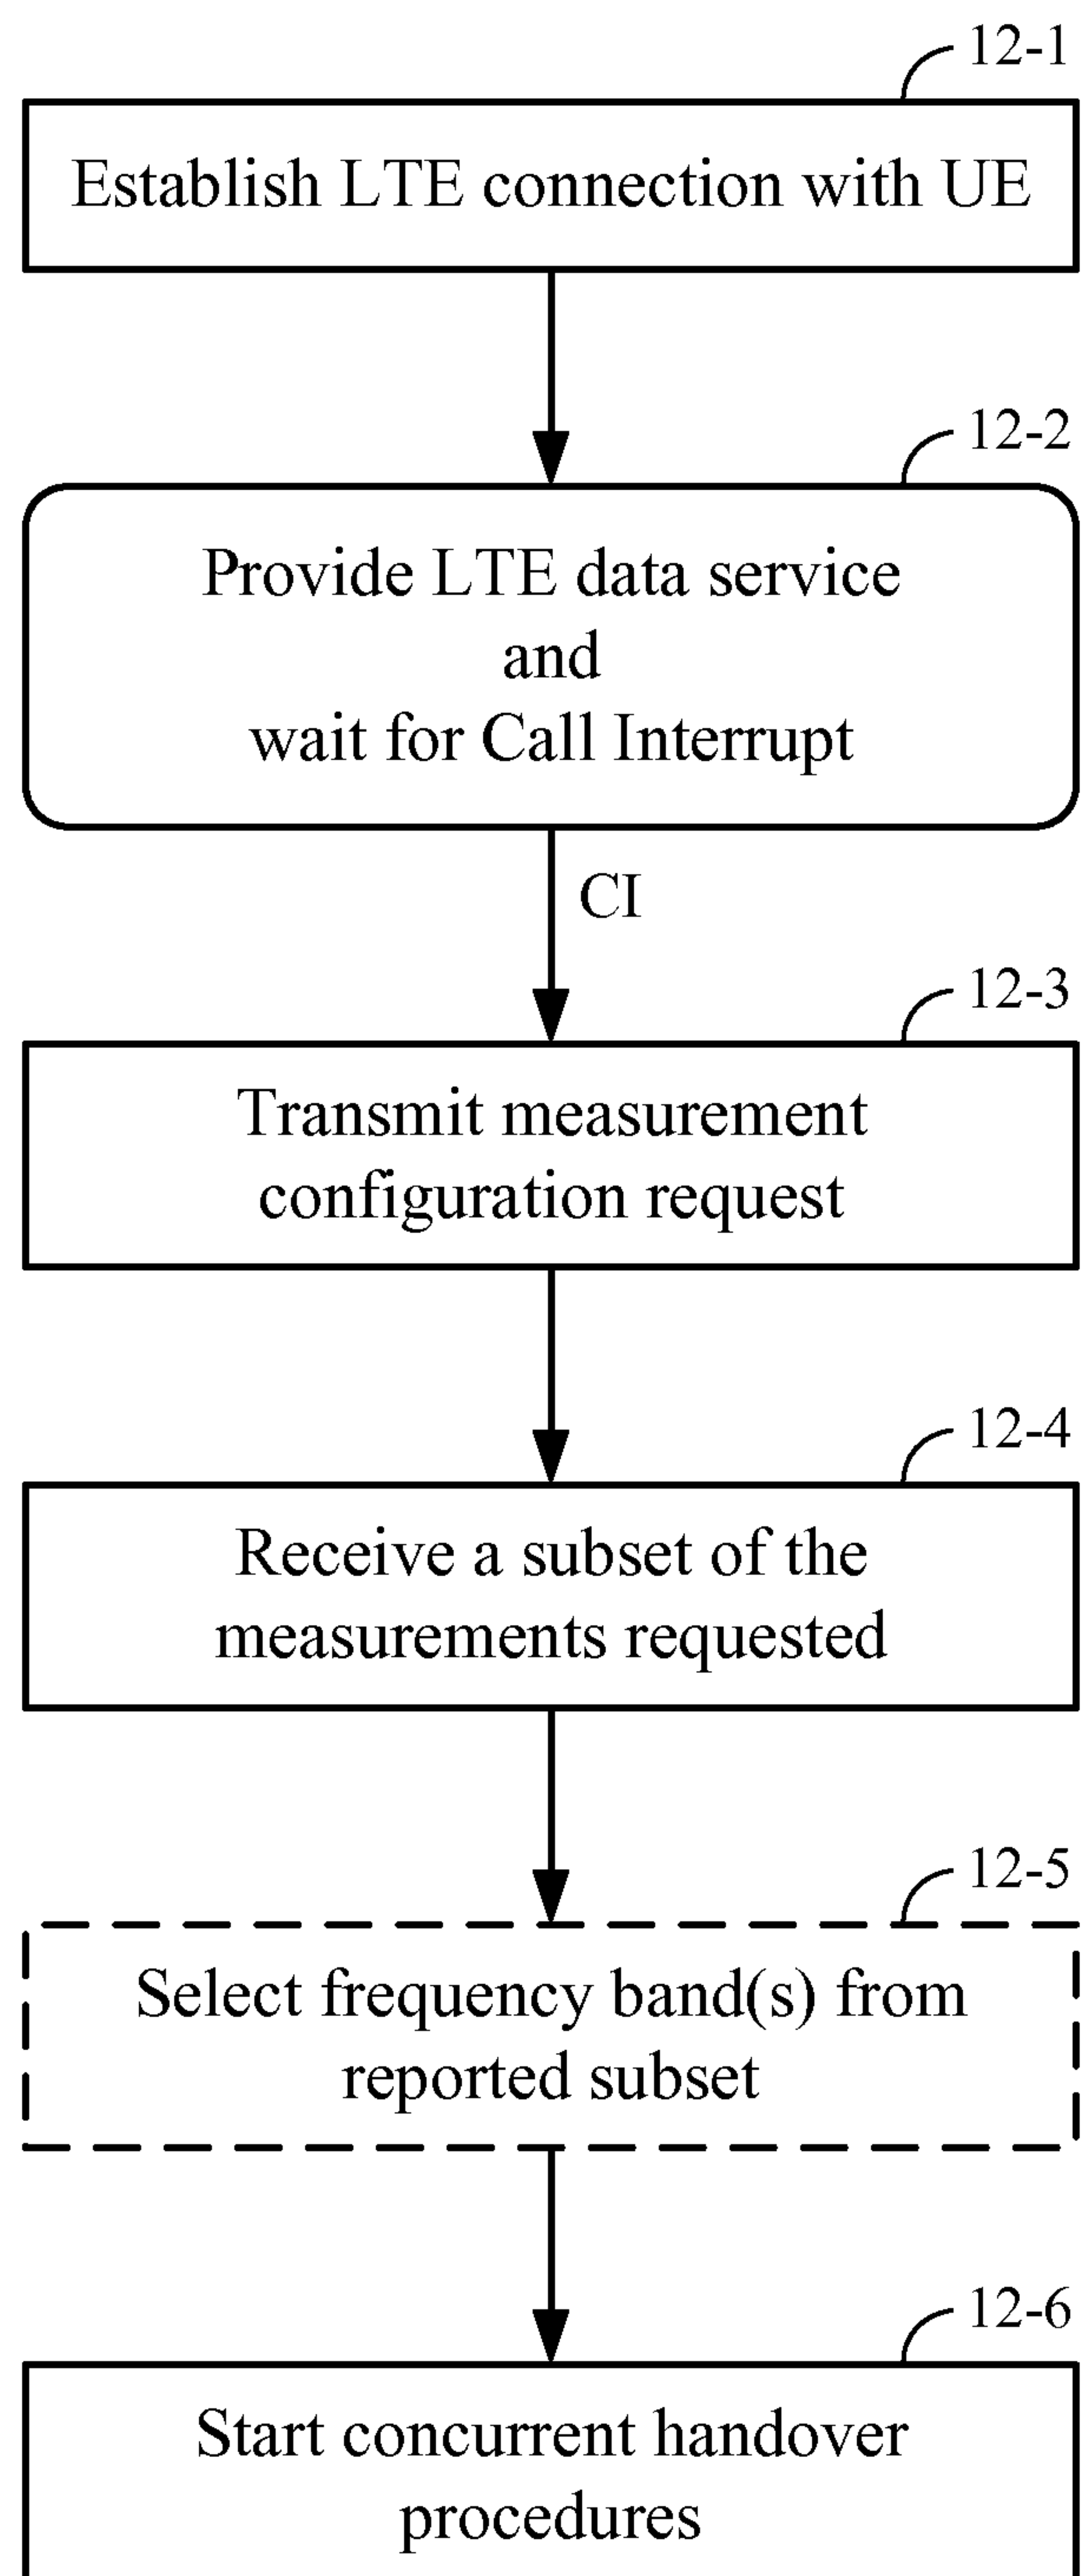 12-1
Establish LTE connection with UE
12-2
Provide LTE data service
and
wait for Call Interrupt
CI
12-3
Transmit measurement
configuration request
12-4
Receive a subset of the
measurements requested
12-5
Select frequency band(s) from
reported subset
12-6
Start concurrent handover
procedures